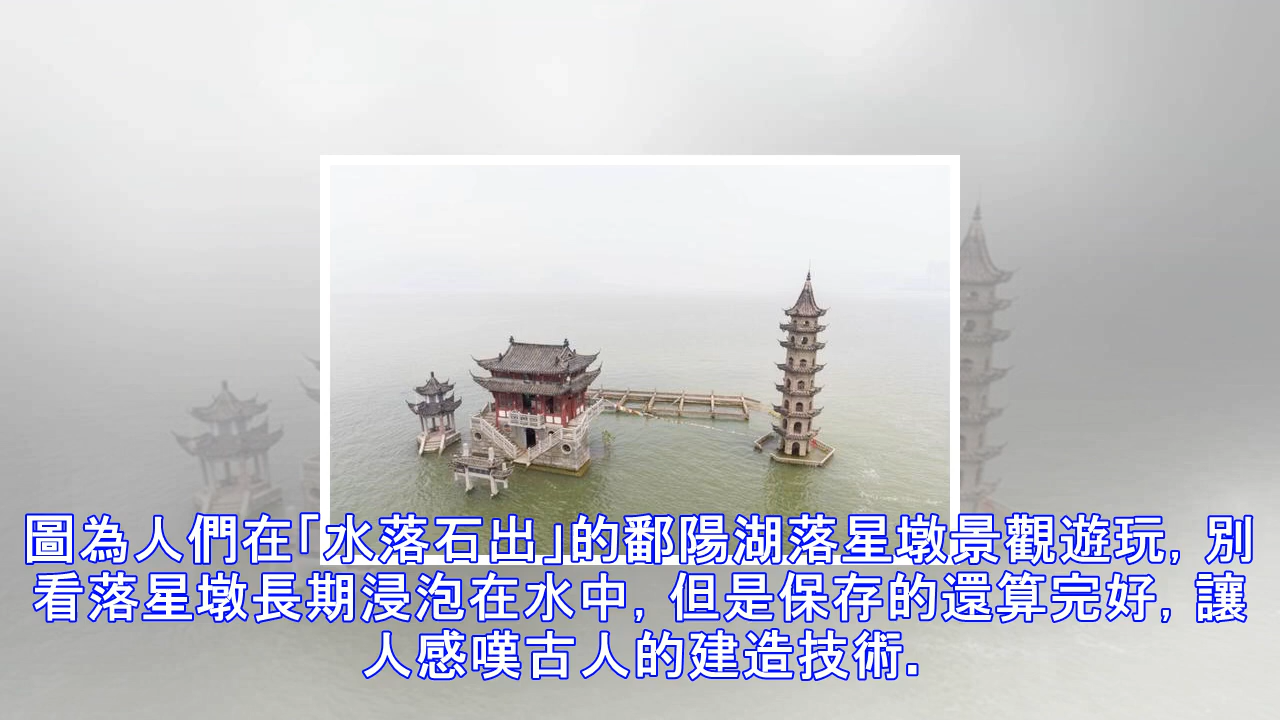 圖為人們在「水落石出」的鄱陽湖落星墩景觀遊玩, 別
看落星墩長期浸泡在水中, 但是保存的還算完好, 讓
人感嘆古人的建造技術.